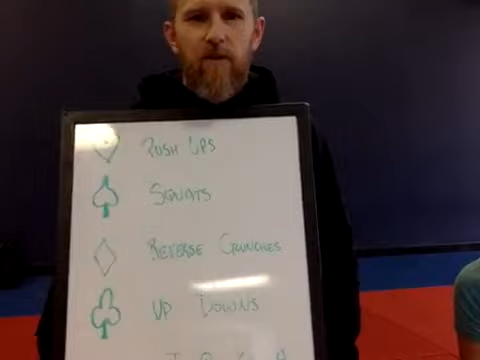 ♥ PUSH UPS
♠ SQUATS
♦ REVERSE CRUNCHES
♣ UP DOWNS
J Q K A